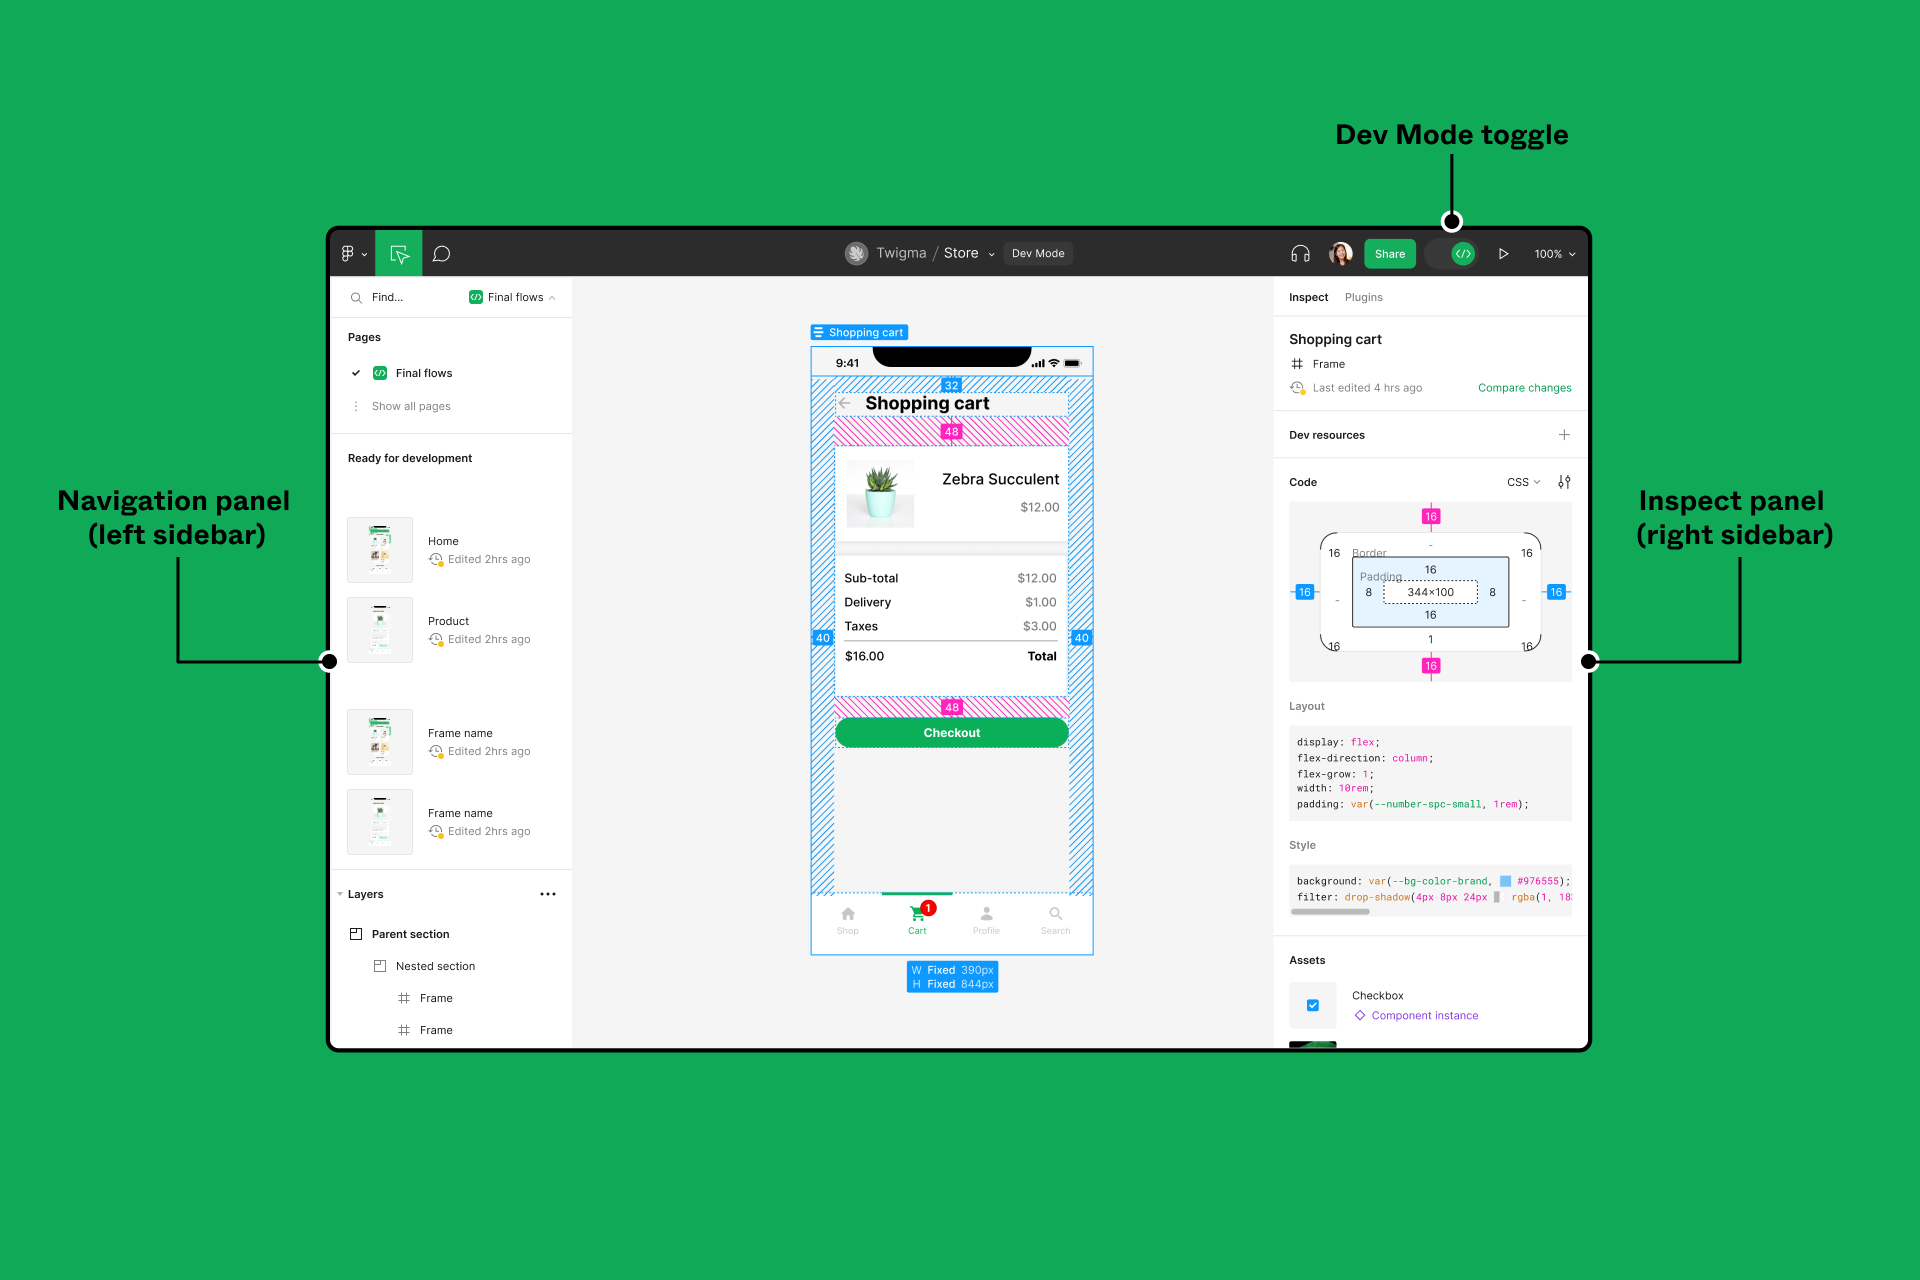 Dev Mode toggle
Navigation panel
(left sidebar)
Inspect panel
(right sidebar)
Twigma / Store
Dev Mode
Share
100%
Find...
Final flows
Pages
Final flows
Show all pages
Ready for development
Home
Edited 2hrs ago
Product
Edited 2hrs ago
Frame name
Edited 2hrs ago
Frame name
Edited 2hrs ago
Layers
Parent section
Nested section
Frame
Frame
Shopping cart
9:41
32
Shopping cart
48
Zebra Succulent
$12.00
Sub-total $12.00
Delivery $1.00
Taxes $3.00
40
40
$16.00 Total
48
Checkout
1
Shop
Cart
Profile
Search
W Fixed 390px
H Fixed 844px
Inspect Plugins
Shopping cart
Frame
Last edited 4 hrs ago Compare changes
Dev resources
Code CSS
16
-
16 Border 16
Padding 16
16 - 8 344×100 8 - 16
16
1
16 16
16
Layout
display: flex;
flex-direction: column;
flex-grow: 1;
width: 10rem;
padding: var(--number-spc-small, 1rem);
Style
background: var(--bg-color-brand, #976555);
filter: drop-shadow(4px 8px 24px rgba(1, 18
Assets
Checkbox
Component instance